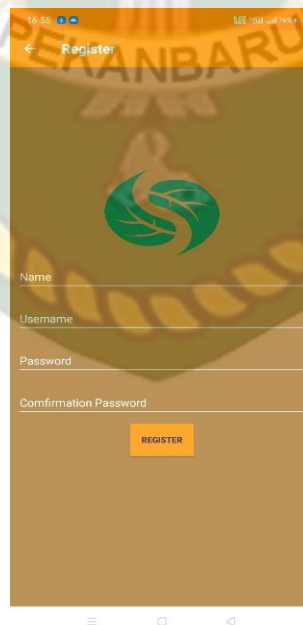 16:55
PEKANBARU
Register
Name
Username
Password
Comfirmation Password
REGISTER